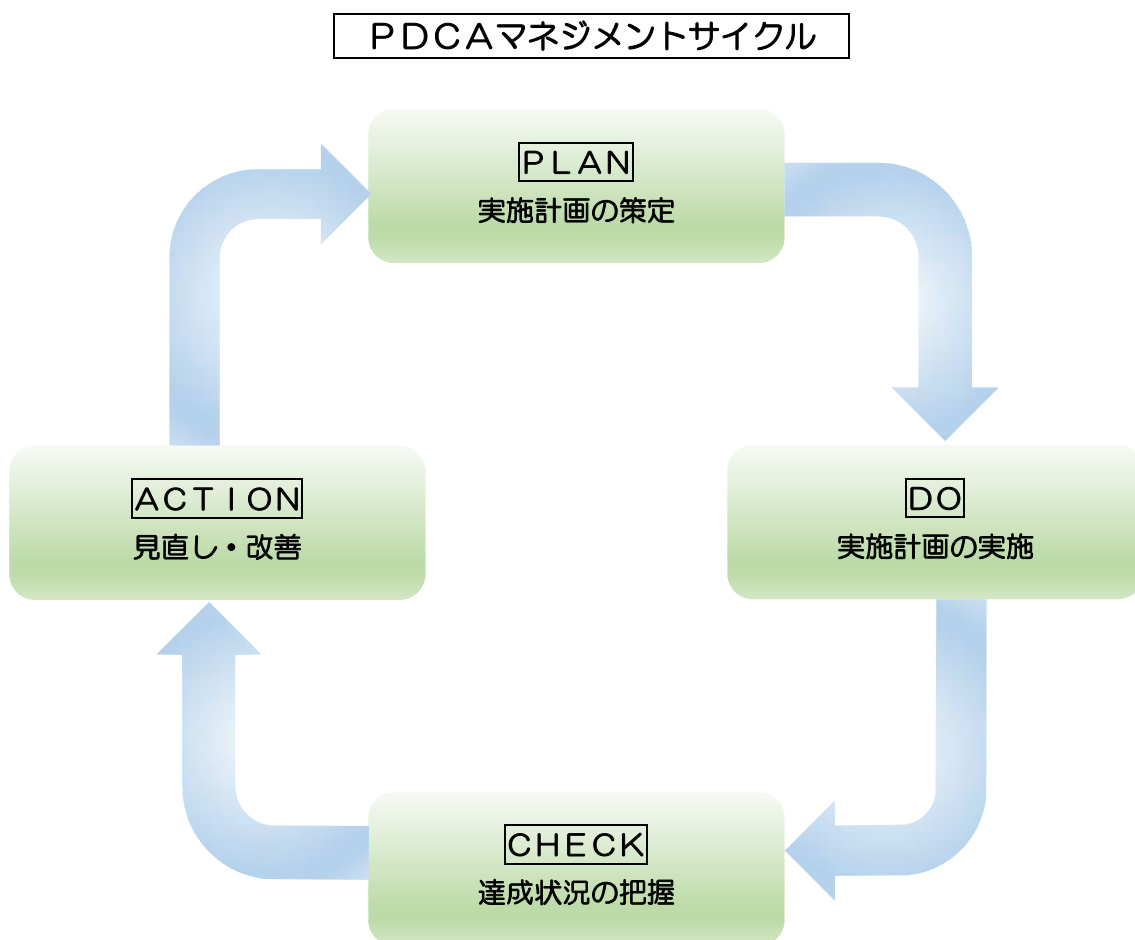 ＰＤＣＡマネジメントサイクル
ＰＬＡＮ
実施計画の策定
ＡＣＴＩＯＮ
見直し・改善
ＤＯ
実施計画の実施
ＣＨＥＣＫ
達成状況の把握